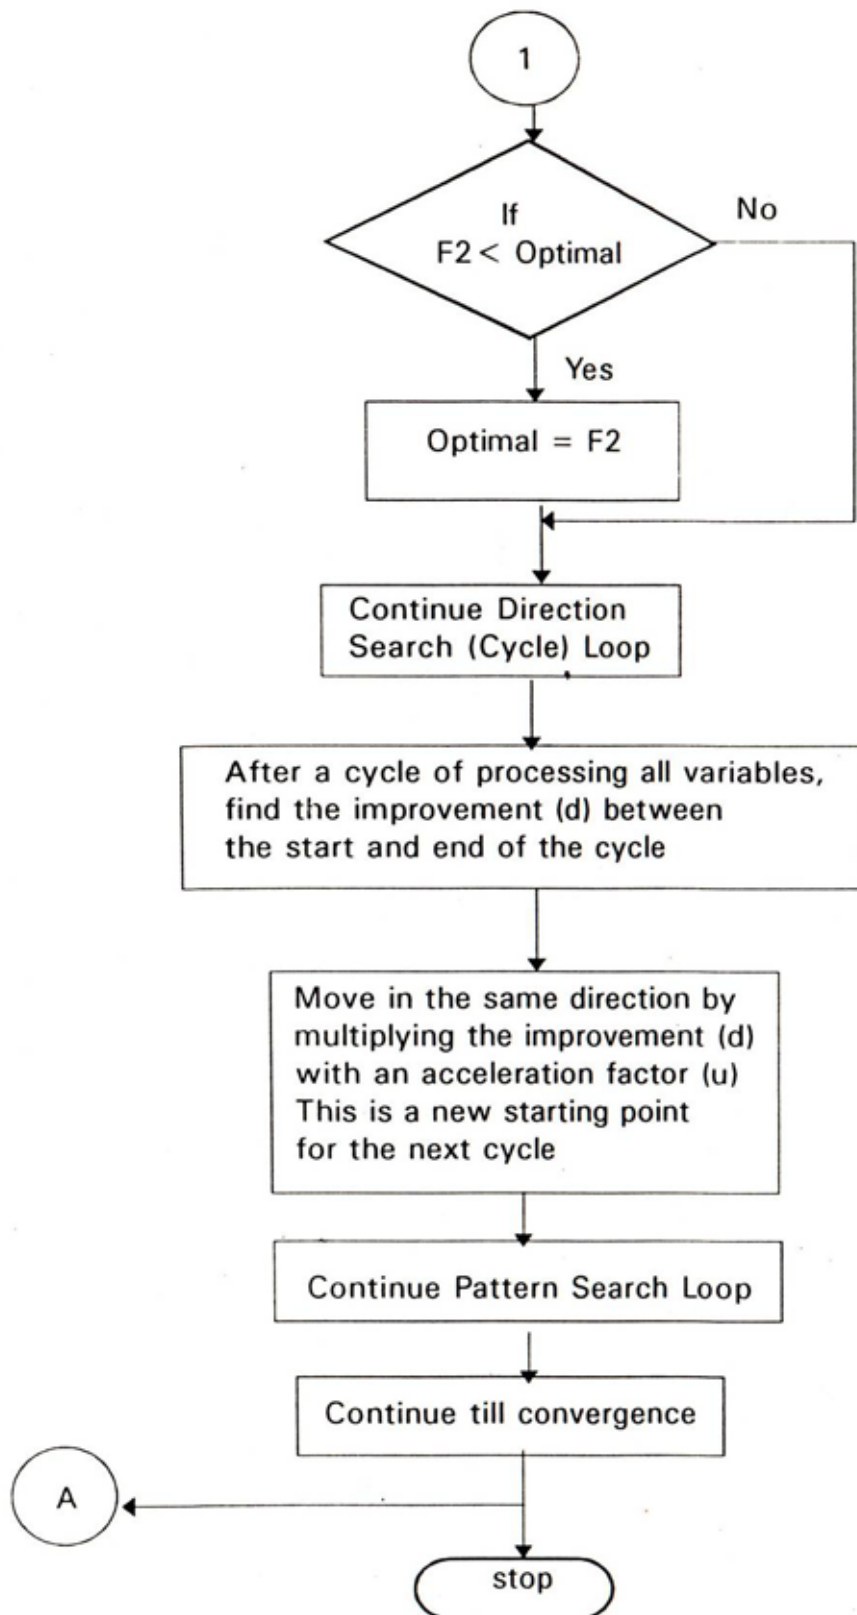 1
If
F2 < Optimal
No
Yes
Optimal = F2
Continue Direction
Search (Cycle) Loop
After a cycle of processing all variables,
find the improvement (d) between
the start and end of the cycle
Move in the same direction by
multiplying the improvement (d)
with an acceleration factor (u)
This is a new starting point
for the next cycle
Continue Pattern Search Loop
Continue till convergence
A
stop